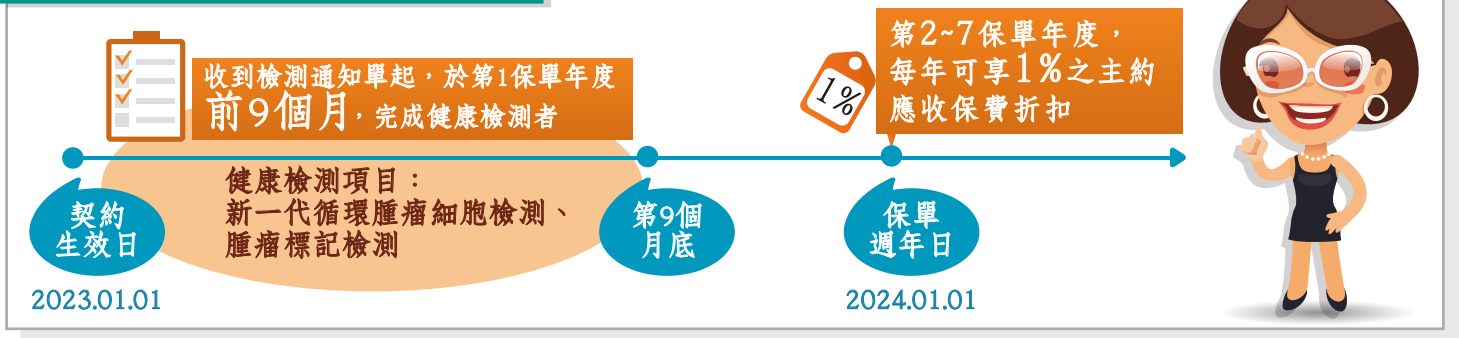 收到檢測通知單起，於第1保單年度
前9個月，完成健康檢測者
1%
第2~7保單年度，
每年可享1%之主約
應收保費折扣
健康檢測項目：
新一代循環腫瘤細胞檢測、
腫瘤標記檢測
契約
生效日
第9個
月底
保單
週年日
2023.01.01
2024.01.01